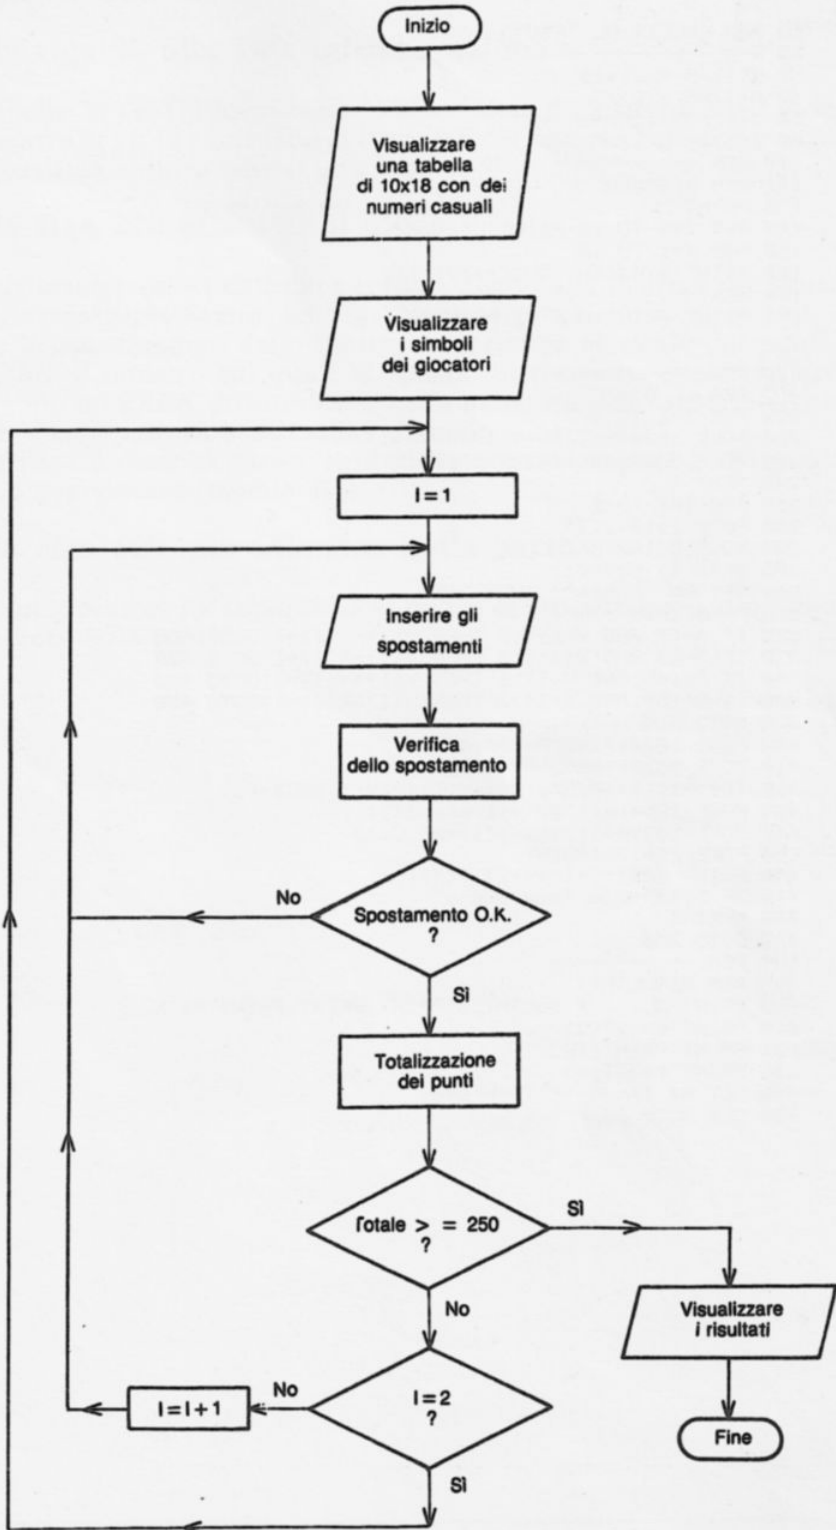 Inizio
Visualizzare
una tabella
di 10x18 con dei
numeri casuali
Visualizzare
i simboli
dei giocatori
I = 1
Inserire gli
spostamenti
Verifica
dello spostamento
No
Spostamento O.K.
?
Sì
Totalizzazione
dei punti
Totale > = 250
?
Sì
No
Visualizzare
i risultati
I = I + 1
No
I = 2
?
Fine
Sì